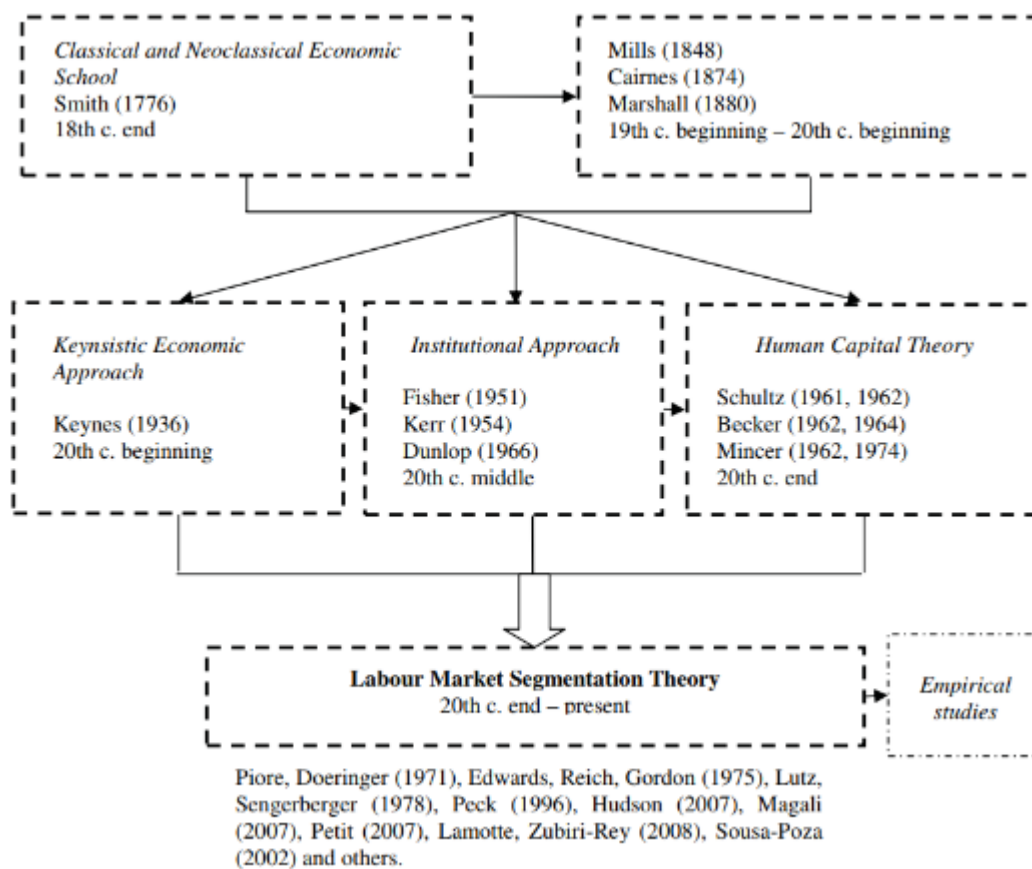 Classical and Neoclassical Economic
School
Smith (1776)
18th c. end
Mills (1848)
Cairnes (1874)
Marshall (1880)
19th c. beginning – 20th c. beginning
Keynsistic Economic
Approach
Keynes (1936)
20th c. beginning
Institutional Approach
Fisher (1951)
Kerr (1954)
Dunlop (1966)
20th c. middle
Human Capital Theory
Schultz (1961, 1962)
Becker (1962, 1964)
Mincer (1962, 1974)
20th c. end
Labour Market Segmentation Theory
20th c. end – present
Empirical
studies
Piore, Doeringer (1971), Edwards, Reich, Gordon (1975), Lutz,
Sengerberger (1978), Peck (1996), Hudson (2007), Magali
(2007), Petit (2007), Lamotte, Zubiri-Rey (2008), Sousa-Poza
(2002) and others.